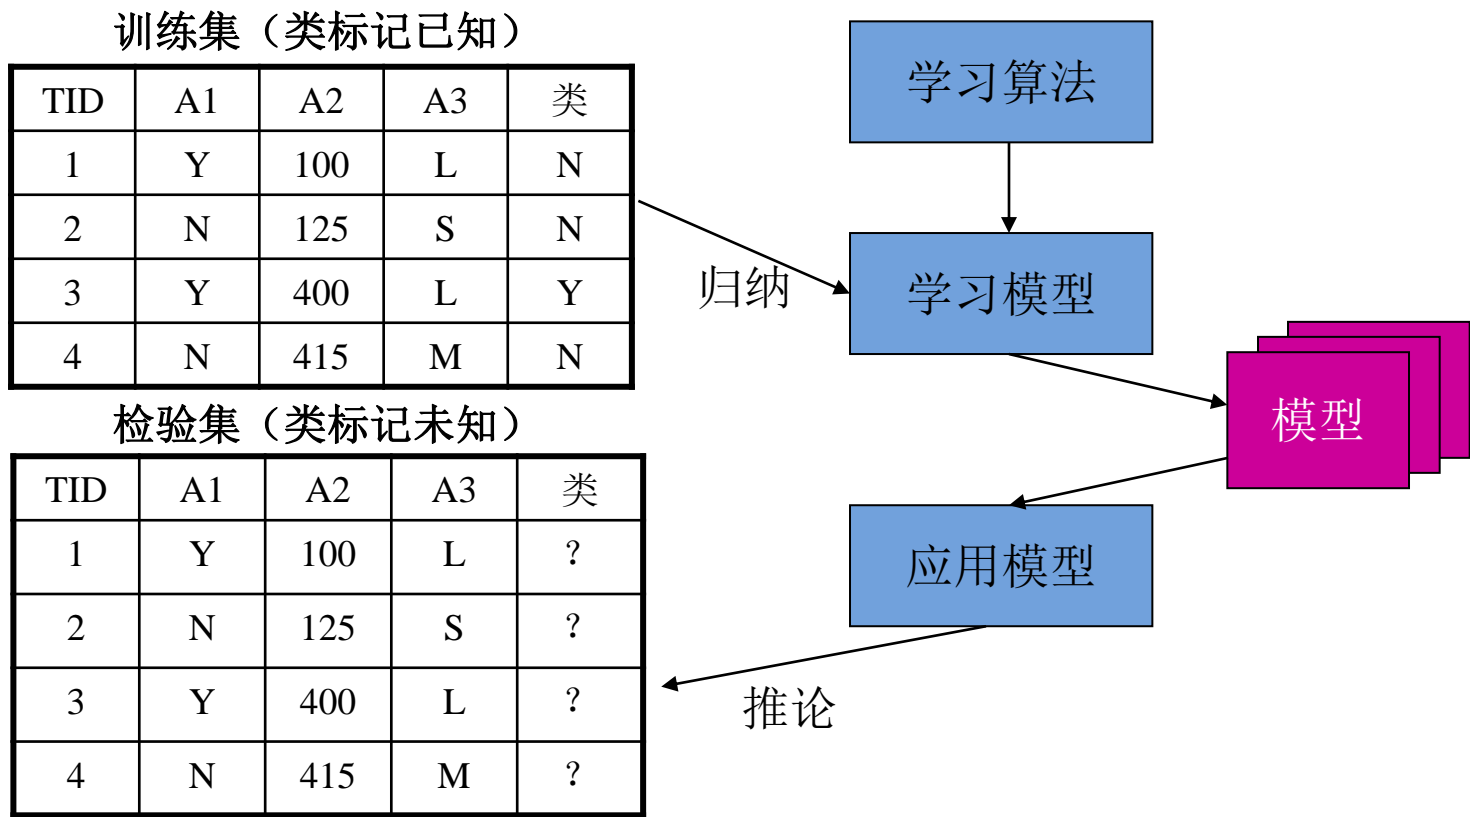 训练集（类标记已知）
TID A1 A2 A3 类
1 Y 100 L N
2 N 125 S N
3 Y 400 L Y
4 N 415 M N
检验集（类标记未知）
TID A1 A2 A3 类
1 Y 100 L ？
2 N 125 S ？
3 Y 400 L ？
4 N 415 M ？
学习算法
归纳
学习模型
模型
应用模型
推论